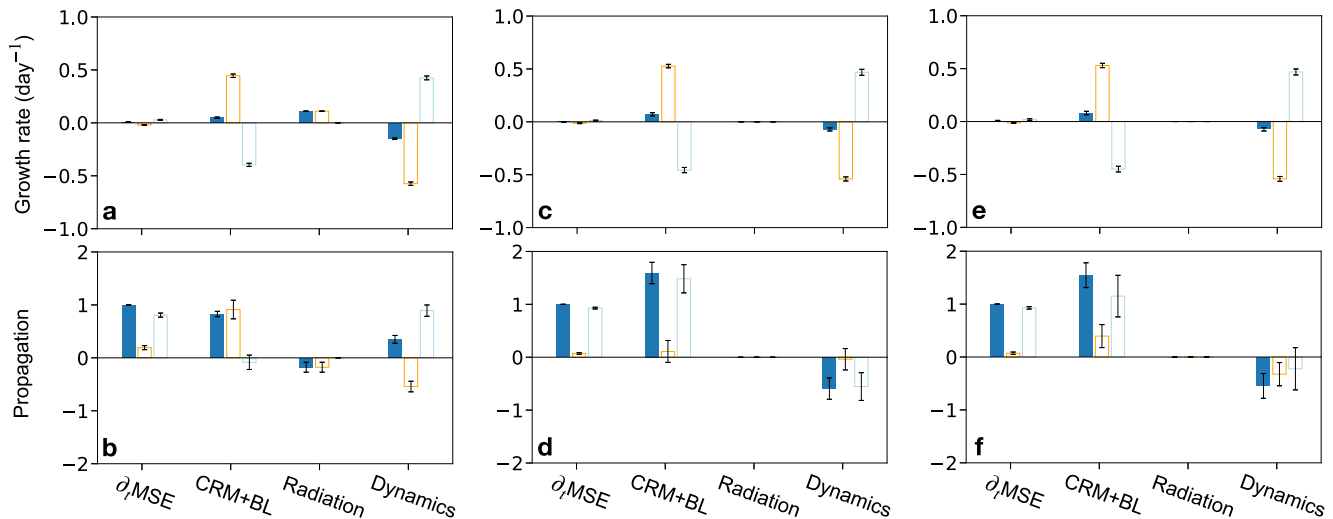 Growth rate (day⁻¹)
1.0
0.5
0.0
−0.5
−1.0
a
1.0
0.5
0.0
−0.5
−1.0
c
1.0
0.5
0.0
−0.5
−1.0
e
Propagation
2
1
0
−1
−2
b
2
1
0
−1
−2
d
2
1
0
−1
−2
f
∂ₜMSE CRM+BL Radiation Dynamics
∂ₜMSE CRM+BL Radiation Dynamics
∂ₜMSE CRM+BL Radiation Dynamics